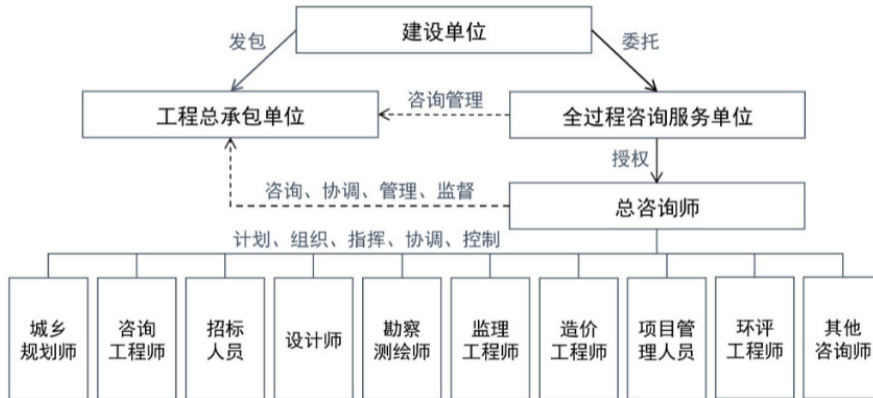 建设单位
发包
委托
工程总承包单位
咨询管理
全过程咨询服务单位
授权
咨询、协调、管理、监督
总咨询师
计划、组织、指挥、协调、控制
城乡
规划师
咨询
工程师
招标
人员
设计师
勘察
测绘师
监理
工程师
造价
工程师
项目管
理人员
环评
工程师
其他
咨询师